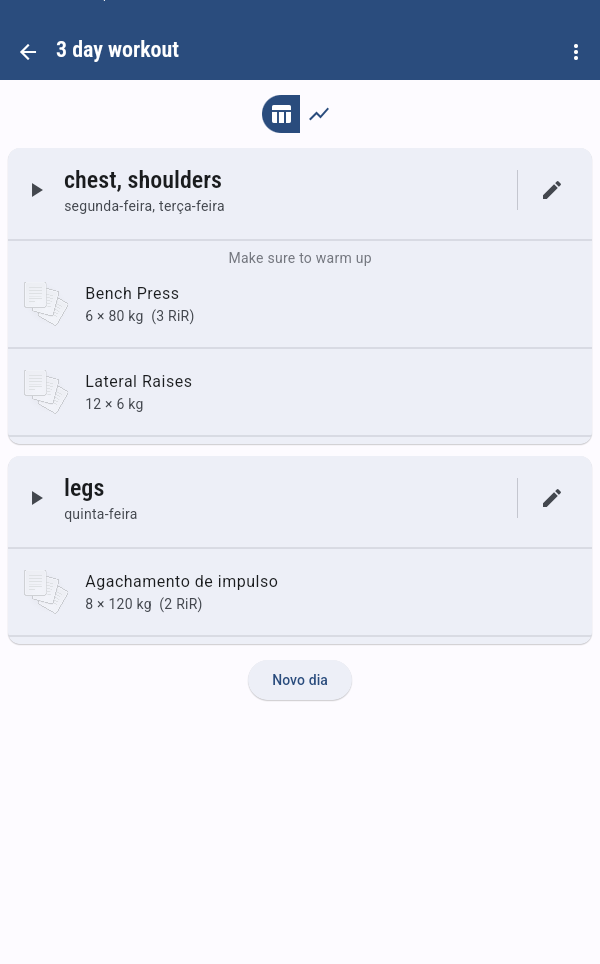 3 day workout
chest, shoulders
segunda-feira, terça-feira
Make sure to warm up
Bench Press
6 × 80 kg (3 RiR)
Lateral Raises
12 × 6 kg
legs
quinta-feira
Agachamento de impulso
8 × 120 kg (2 RiR)
Novo dia